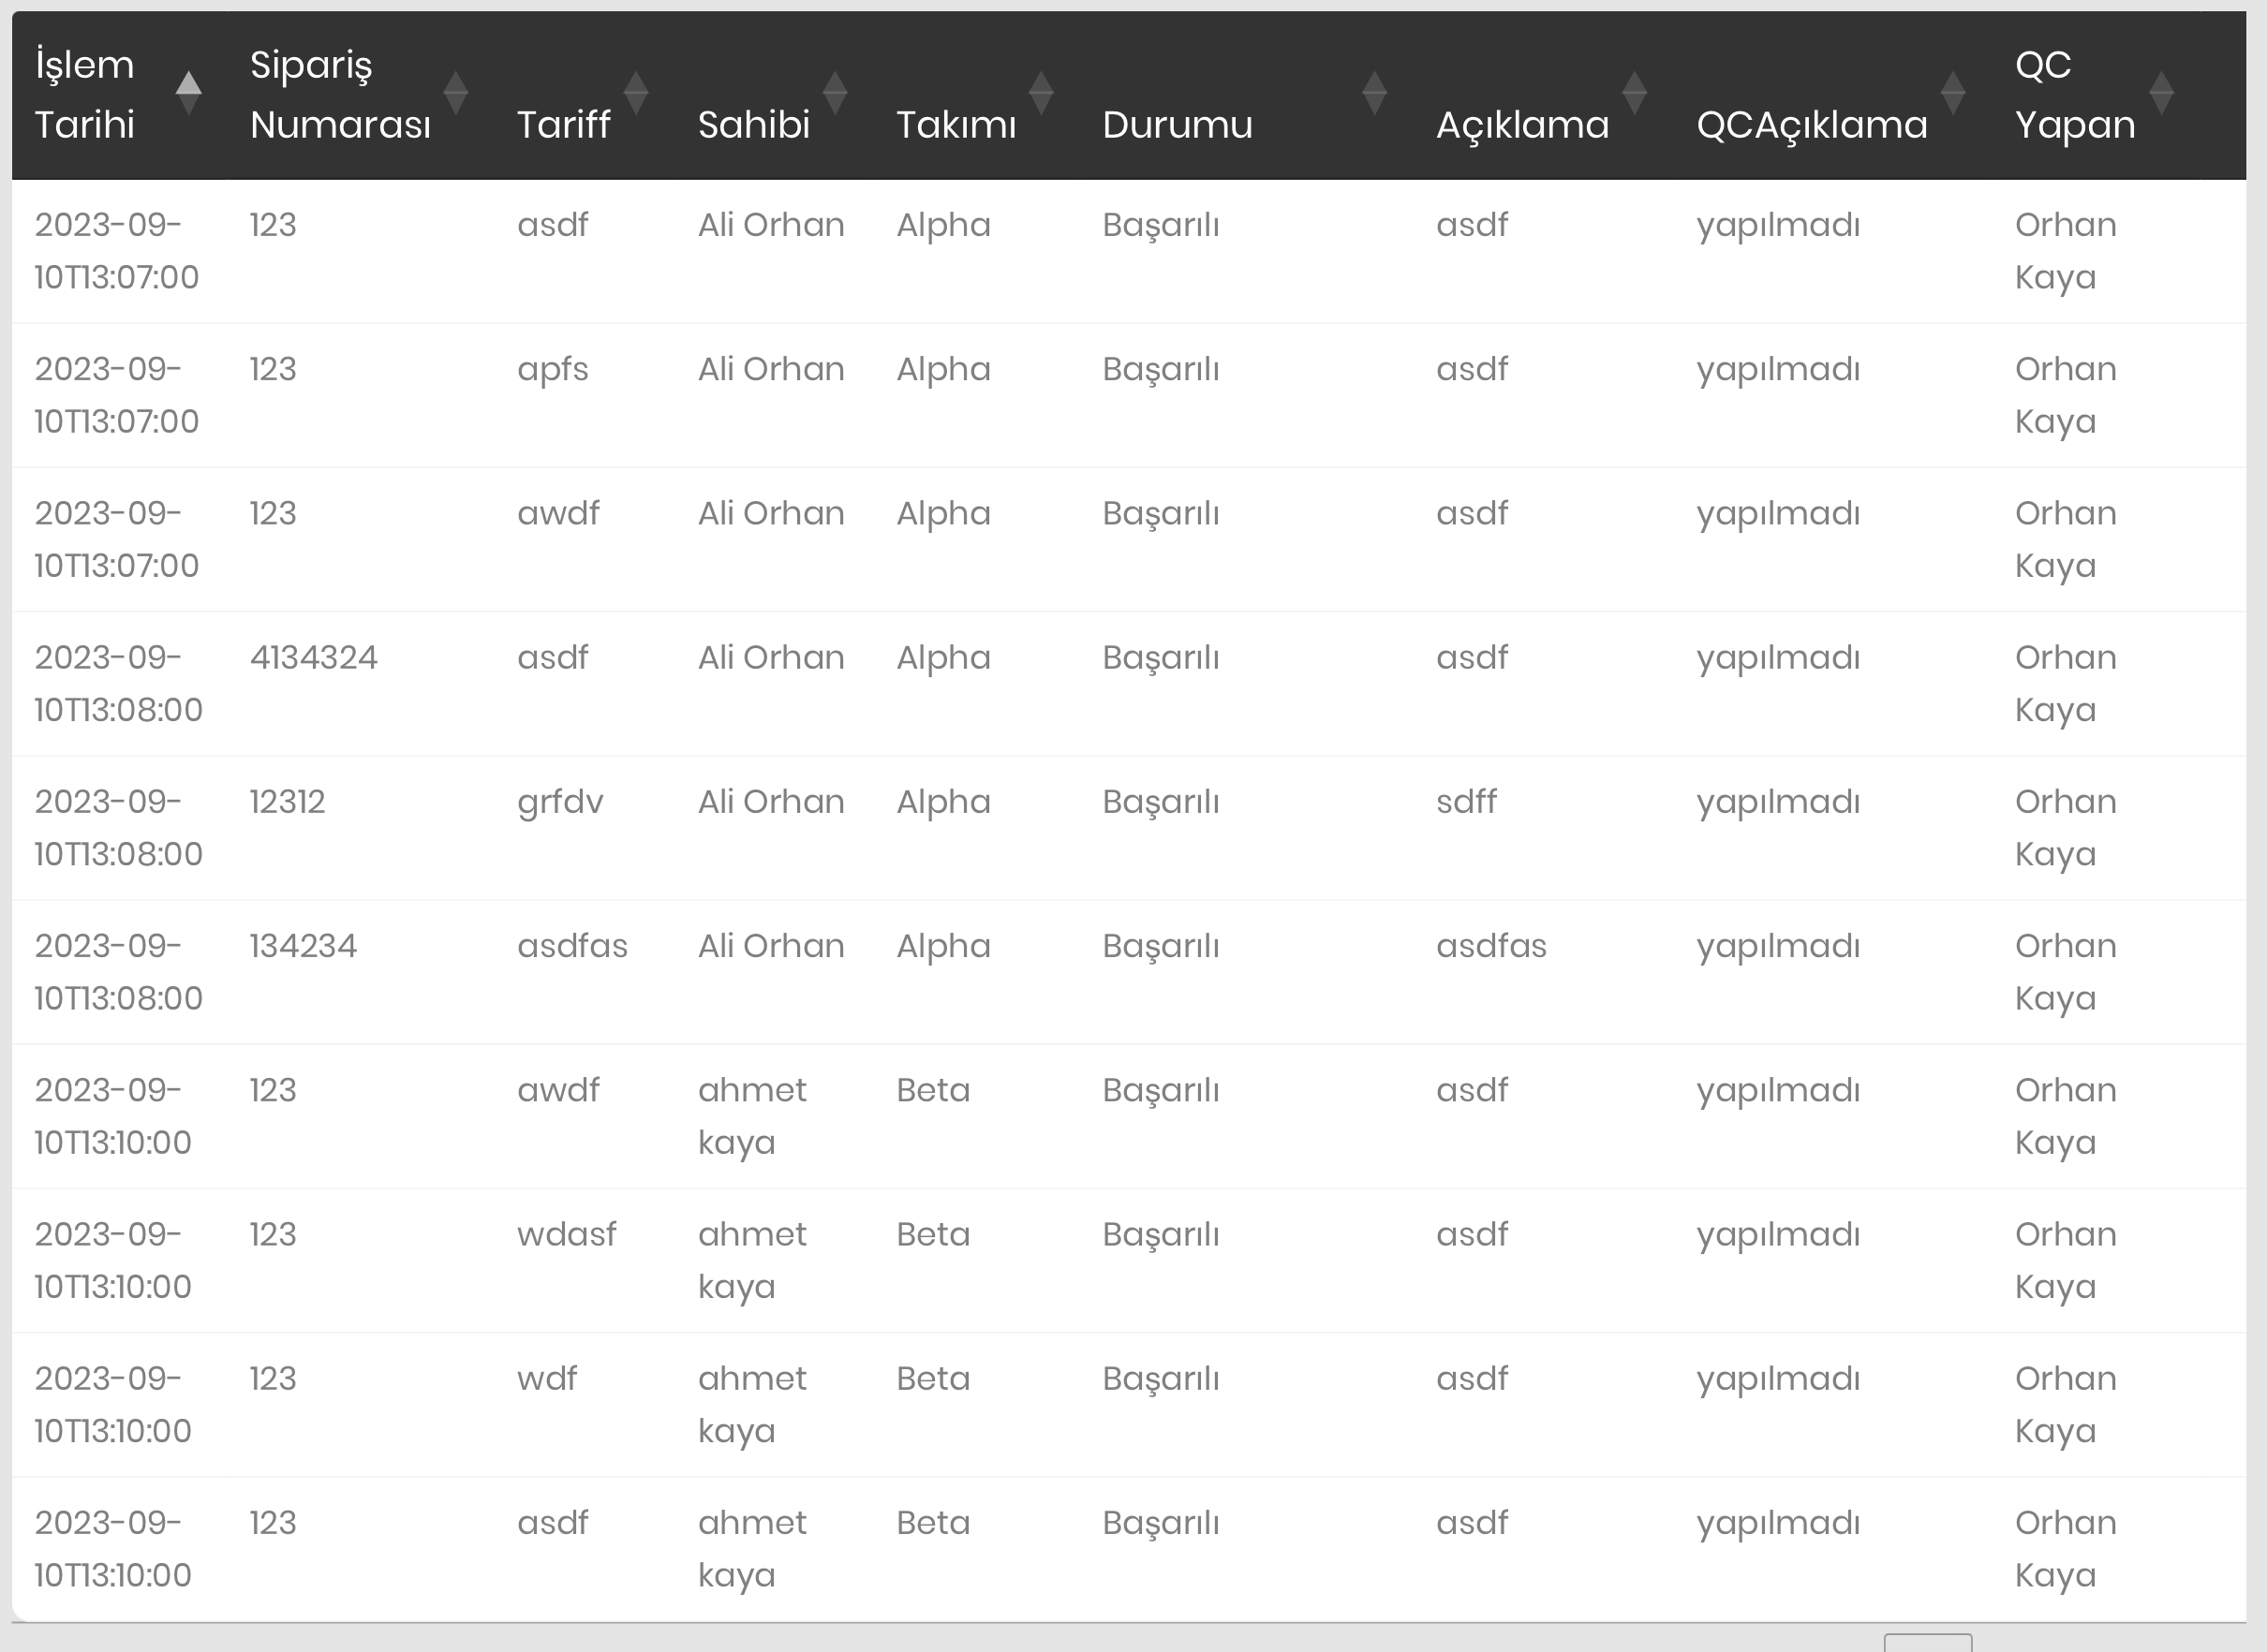 İşlem Tarihi Sipariş Numarası Tariff Sahibi Takımı Durumu Açıklama QCAçıklama QC Yapan
2023-09-10T13:07:00 123 asdf Ali Orhan Alpha Başarılı asdf yapılmadı Orhan Kaya
2023-09-10T13:07:00 123 apfs Ali Orhan Alpha Başarılı asdf yapılmadı Orhan Kaya
2023-09-10T13:07:00 123 awdf Ali Orhan Alpha Başarılı asdf yapılmadı Orhan Kaya
2023-09-10T13:08:00 4134324 asdf Ali Orhan Alpha Başarılı asdf yapılmadı Orhan Kaya
2023-09-10T13:08:00 12312 grfdv Ali Orhan Alpha Başarılı sdff yapılmadı Orhan Kaya
2023-09-10T13:08:00 134234 asdfas Ali Orhan Alpha Başarılı asdfas yapılmadı Orhan Kaya
2023-09-10T13:10:00 123 awdf ahmet kaya Beta Başarılı asdf yapılmadı Orhan Kaya
2023-09-10T13:10:00 123 wdasf ahmet kaya Beta Başarılı asdf yapılmadı Orhan Kaya
2023-09-10T13:10:00 123 wdf ahmet kaya Beta Başarılı asdf yapılmadı Orhan Kaya
2023-09-10T13:10:00 123 asdf ahmet kaya Beta Başarılı asdf yapılmadı Orhan Kaya